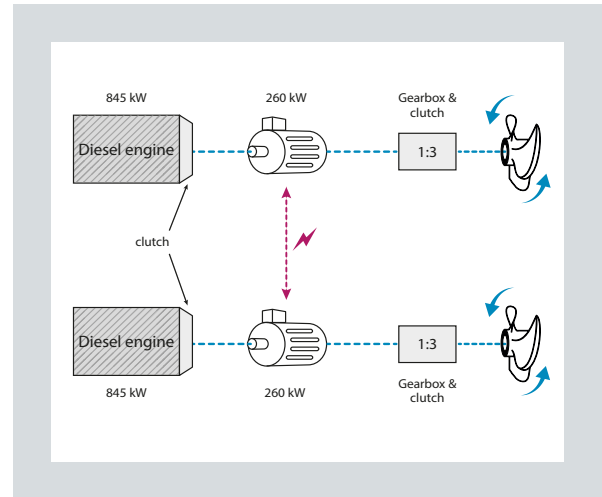 845 kW
260 kW
Gearbox &
clutch
Diesel engine
1:3
clutch
Diesel engine
1:3
845 kW
260 kW
Gearbox &
clutch